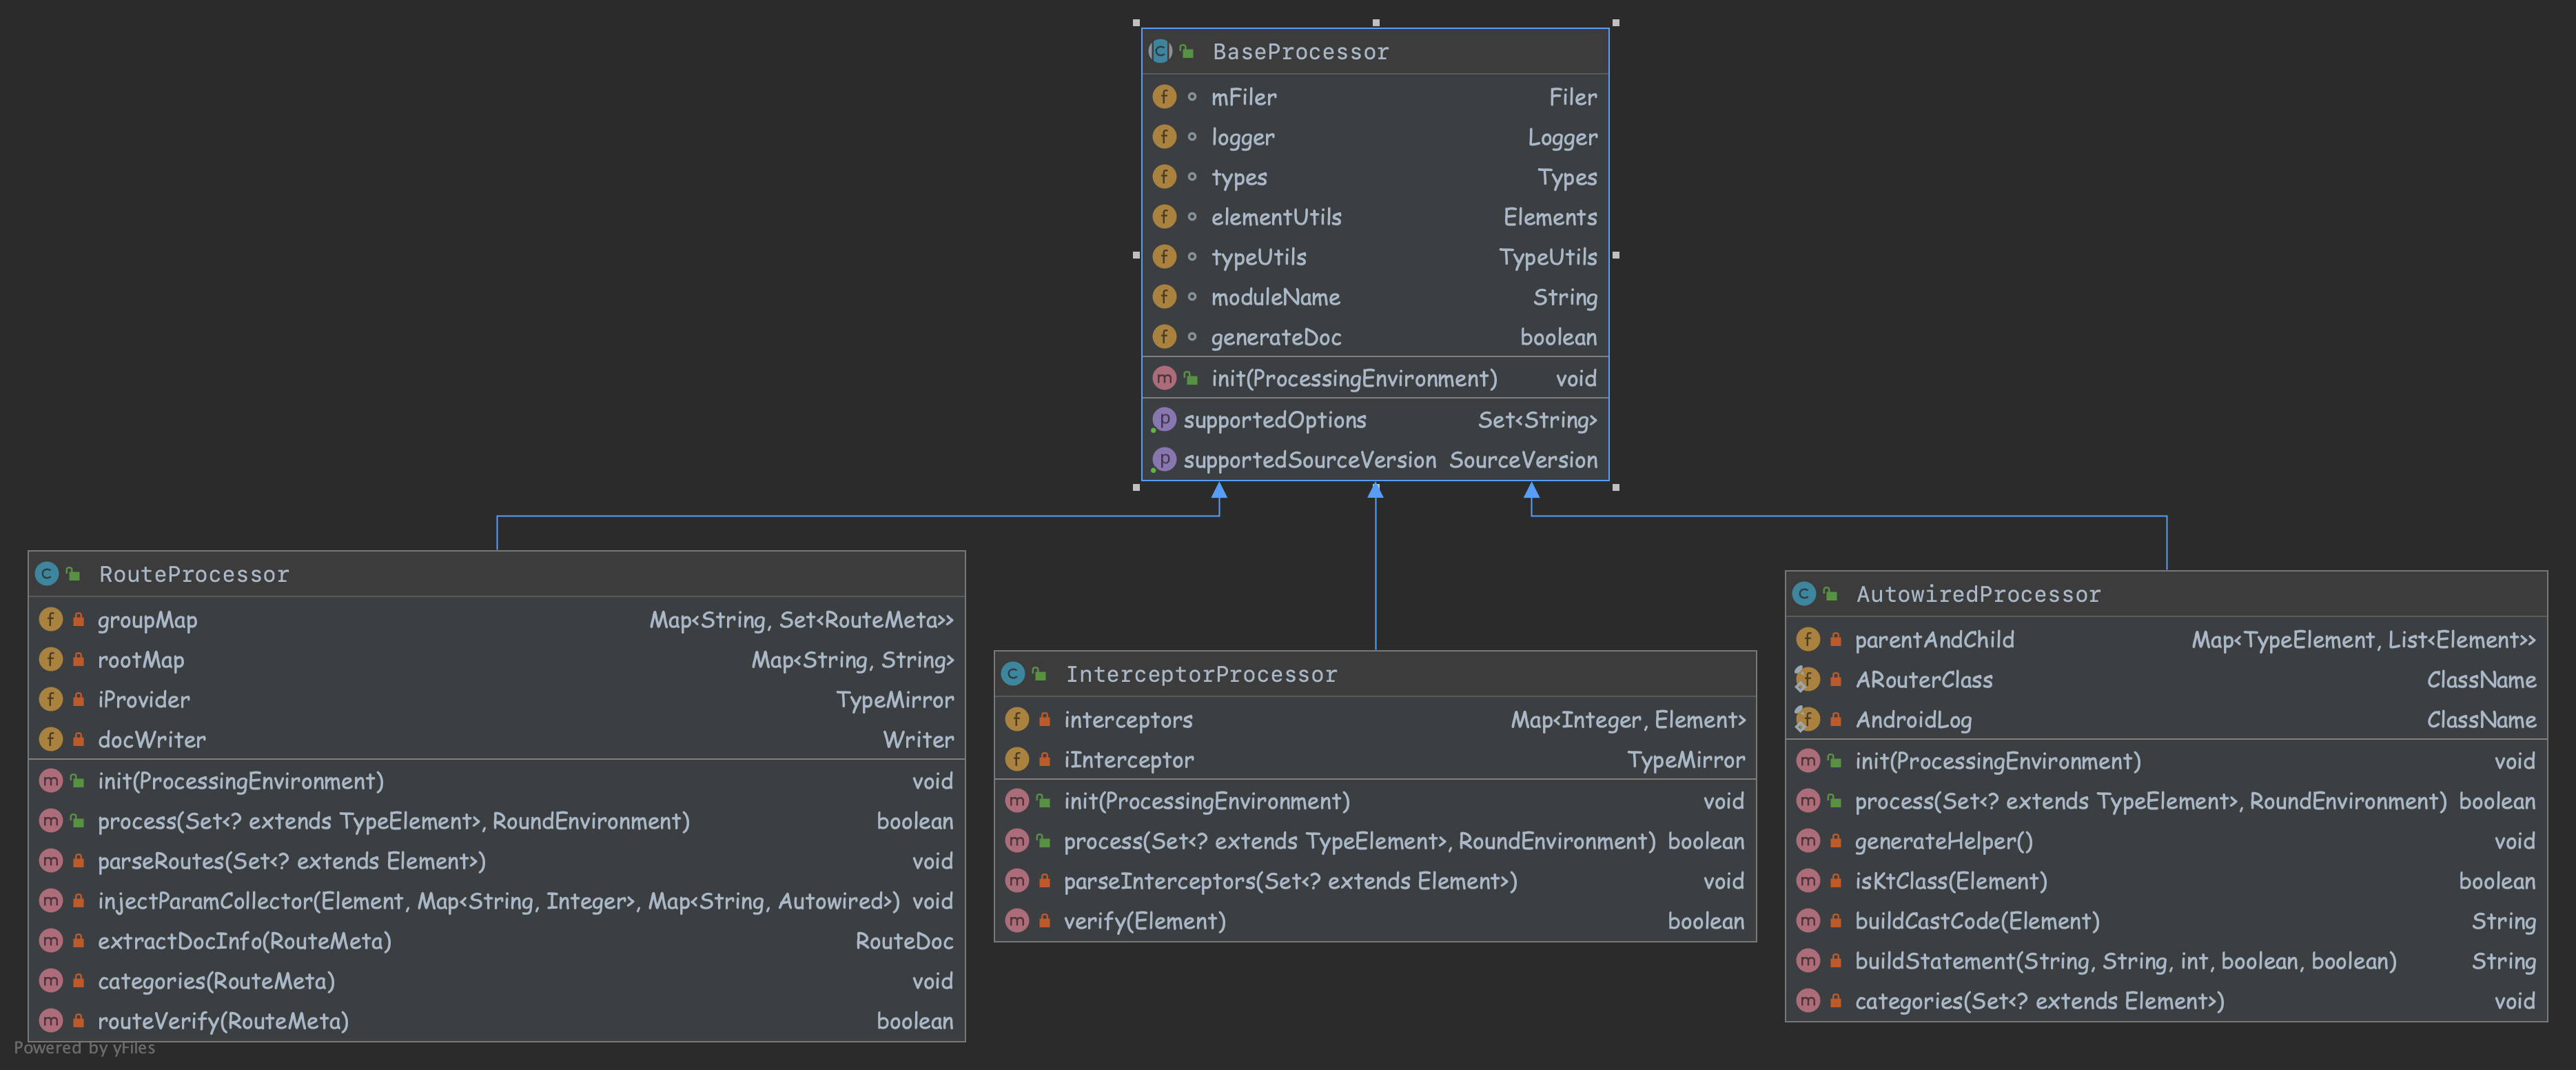 BaseProcessor
mFiler Filer
logger Logger
types Types
elementUtils Elements
typeUtils TypeUtils
moduleName String
generateDoc boolean
init(ProcessingEnvironment) void
supportedOptions Set<String>
supportedSourceVersion SourceVersion
RouteProcessor
groupMap Map<String, Set<RouteMeta>>
rootMap Map<String, String>
iProvider TypeMirror
docWriter Writer
init(ProcessingEnvironment) void
process(Set<? extends TypeElement>, RoundEnvironment) boolean
parseRoutes(Set<? extends Element>) void
injectParamCollector(Element, Map<String, Integer>, Map<String, Autowired>) void
extractDocInfo(RouteMeta) RouteDoc
categories(RouteMeta) void
routeVerify(RouteMeta) boolean
InterceptorProcessor
interceptors Map<Integer, Element>
iInterceptor TypeMirror
init(ProcessingEnvironment) void
process(Set<? extends TypeElement>, RoundEnvironment) boolean
parseInterceptors(Set<? extends Element>) void
verify(Element) boolean
AutowiredProcessor
parentAndChild Map<TypeElement, List<Element>>
ARouterClass ClassName
AndroidLog ClassName
init(ProcessingEnvironment) void
process(Set<? extends TypeElement>, RoundEnvironment) boolean
generateHelper() void
isKtClass(Element) boolean
buildCastCode(Element) String
buildStatement(String, String, int, boolean, boolean) String
categories(Set<? extends Element>) void
Powered by yFiles